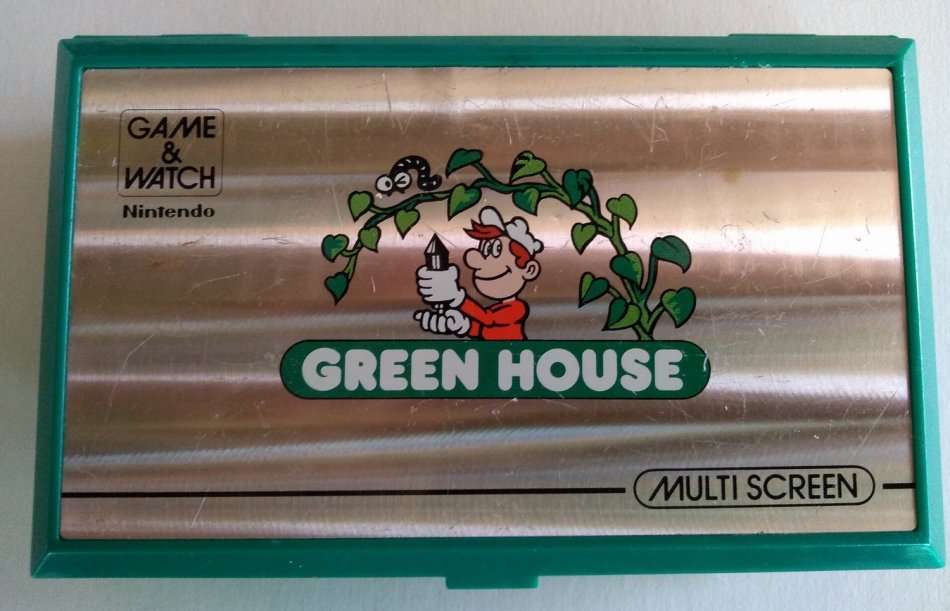 GAME
&
WATCH
Nintendo
GREEN HOUSE
MULTI SCREEN